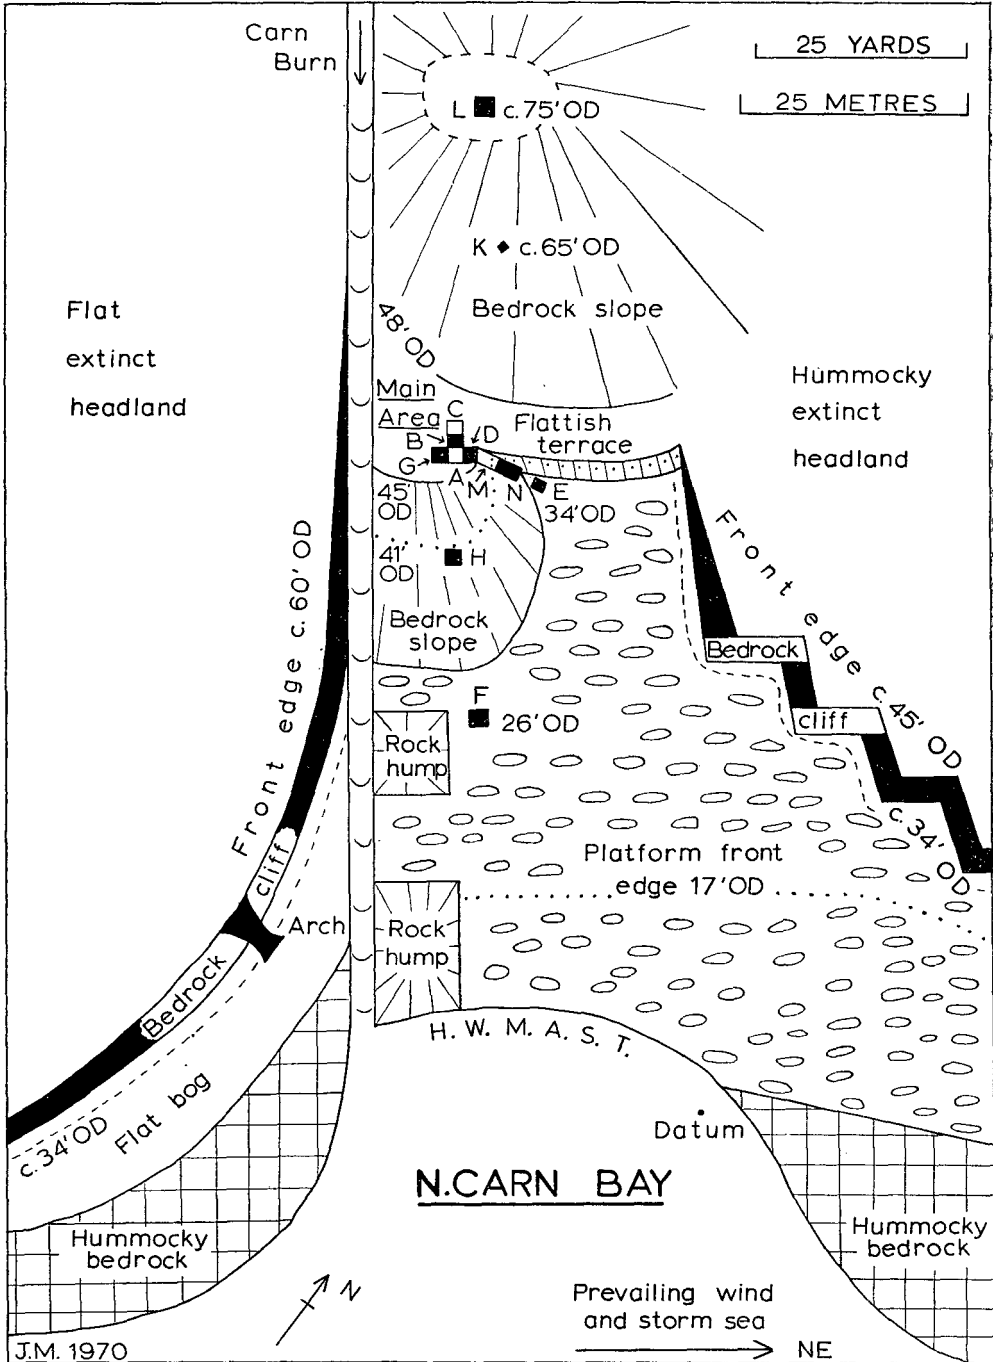 Carn
Burn
25 YARDS
25 METRES
L c.75'OD
K c.65'OD
Bedrock slope
48'OD
Flat
extinct
headland
Hummocky
extinct
headland
Main
Area
C
B
D
Flattish
terrace
G
A
M
N
E
34'OD
45'
OD
41'
OD
H
Bedrock
slope
Front edge c.60'OD
Front edge c.45' OD
Bedrock
cliff
F
26'OD
Rock
hump
c.34'OD
Platform front
edge 17'OD
cliff
Arch
Rock
hump
Bedrock
H.W.M.A.S.T.
Flat bog
c.34'OD
Datum
N.CARN BAY
Hummocky
bedrock
Hummocky
bedrock
N
Prevailing wind
and storm sea
NE
J.M. 1970